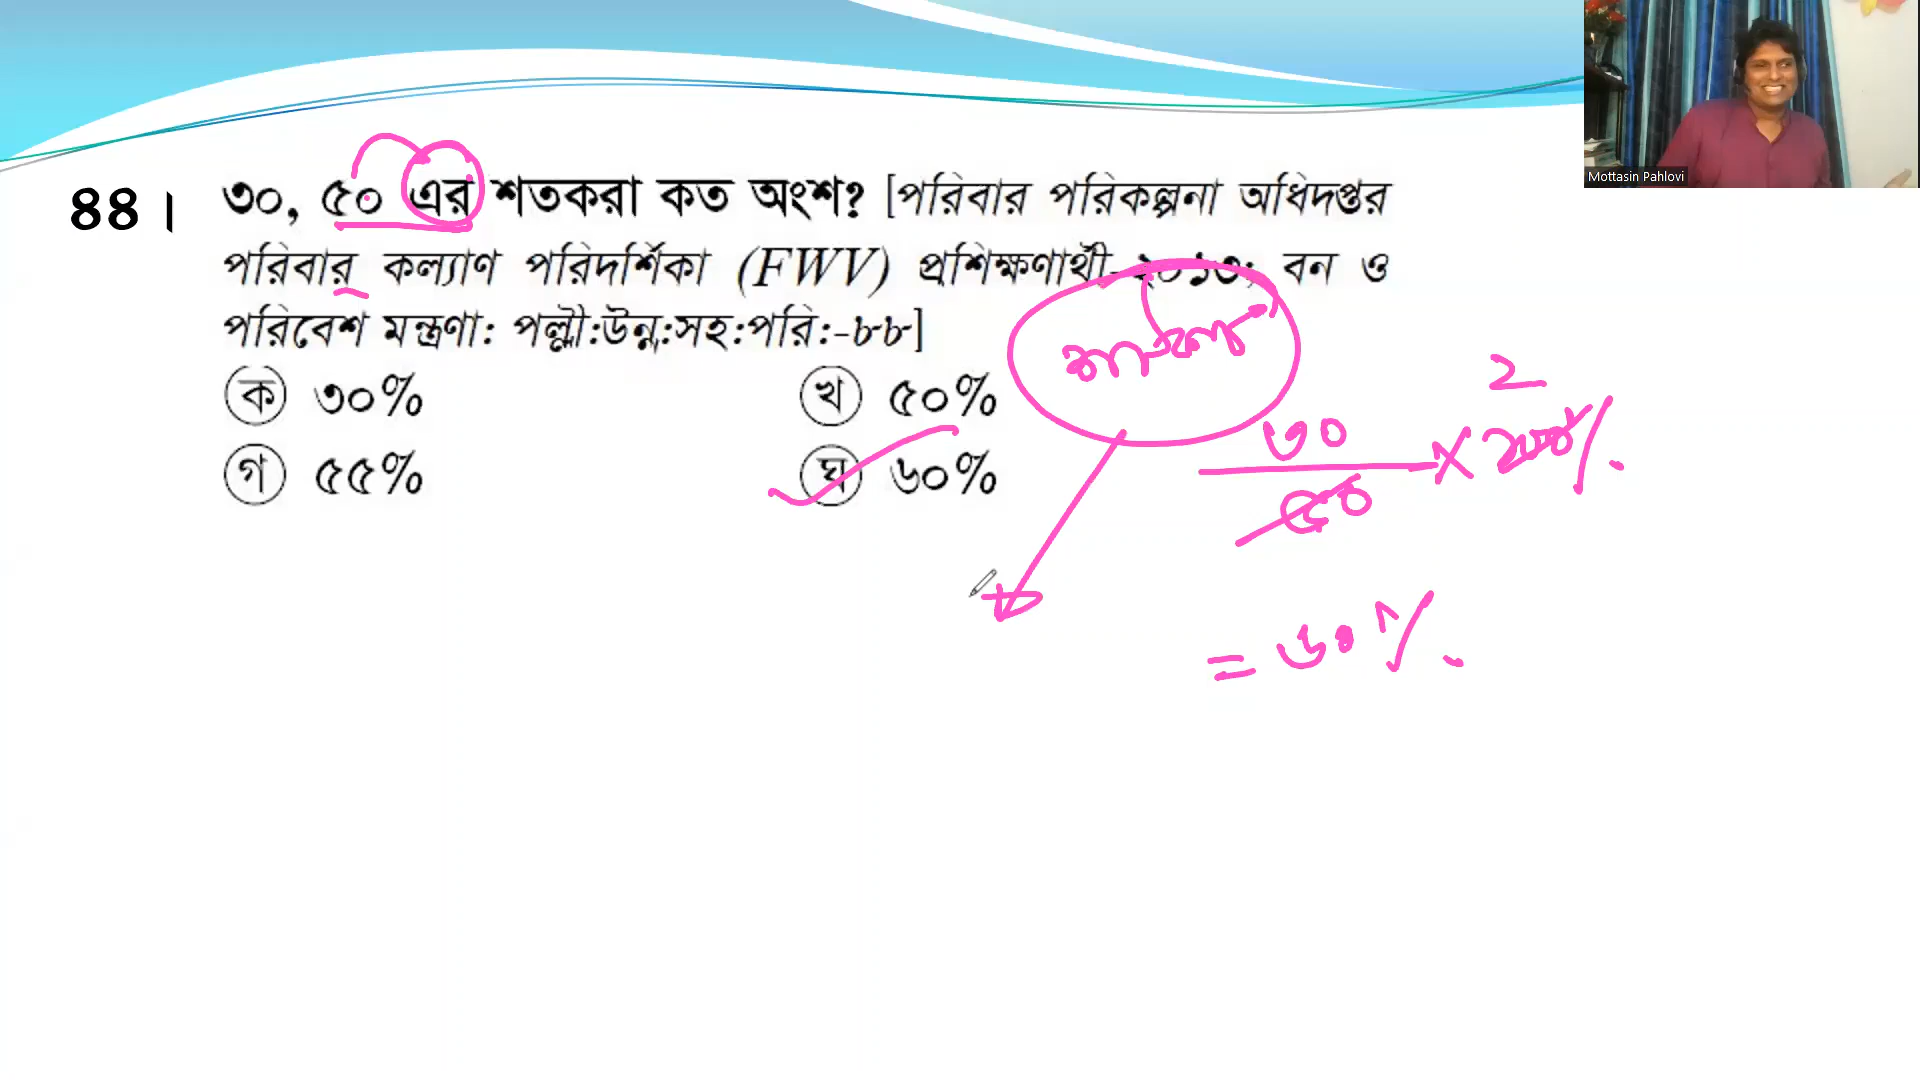 Mottasin Pahlovi
88। ৩০, ৫০ এর শতকরা কত অংশ? [পরিবার পরিকল্পনা অধিদপ্তর
পরিবার কল্যাণ পরিদর্শিকা (FWV) প্রশিক্ষণার্থী-২০১৩; বন ও
পরিবেশ মন্ত্রণা: পল্লী:উন্ন:সহ:পরি:-৮৮]
ক ৩০% খ ৫০%
গ ৫৫% ঘ ৬০%
২
৩০
৫০
= ৬০%